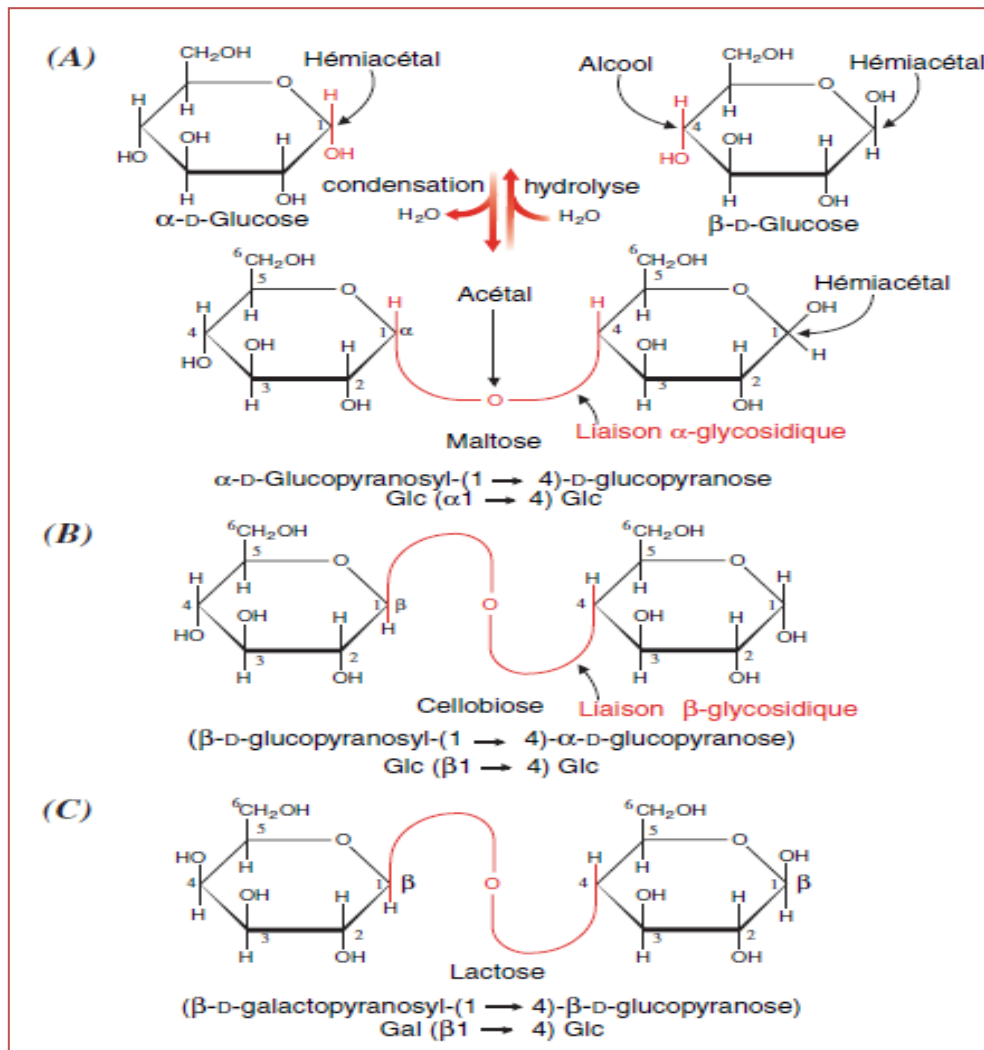 (A)
CH₂OH
Hémiacétal
Alcool
CH₂OH
Hémiacétal
O
H
H
O
OH
H
H
1
H
4
H
OH
H
OH
H
HO
OH
HO
OH
H
H
H
OH
H
OH
condensation
hydrolyse
H₂O
H₂O
α-D-Glucose
β-D-Glucose
⁶CH₂OH
⁶CH₂OH
5
5
Hémiacétal
H
O
H
Acétal
H
O
OH
H
H
4
1
α
4
1
OH
H
OH
H
H
HO
3
2
3
2
H
OH
O
H
OH
Maltose
Liaison α-glycosidique
α-D-Glucopyranosyl-(1 → 4)-D-glucopyranose
Glc (α1 → 4) Glc
(B)
⁶CH₂OH
⁶CH₂OH
5
5
H
O
H
O
H
H
H
4
1
β
O
4
1
OH
H
H
OH
H
HO
OH
3
2
3
2
H
OH
H
OH
Cellobiose
Liaison β-glycosidique
(β-D-glucopyranosyl-(1 → 4)-α-D-glucopyranose)
Glc (β1 → 4) Glc
(C)
⁶CH₂OH
⁶CH₂OH
5
5
HO
O
H
O
OH
H
H
4
1
β
O
4
1
β
H
OH
H
H
OH
H
H
3
2
3
2
H
OH
H
OH
Lactose
(β-D-galactopyranosyl-(1 → 4)-β-D-glucopyranose)
Gal (β1 → 4) Glc